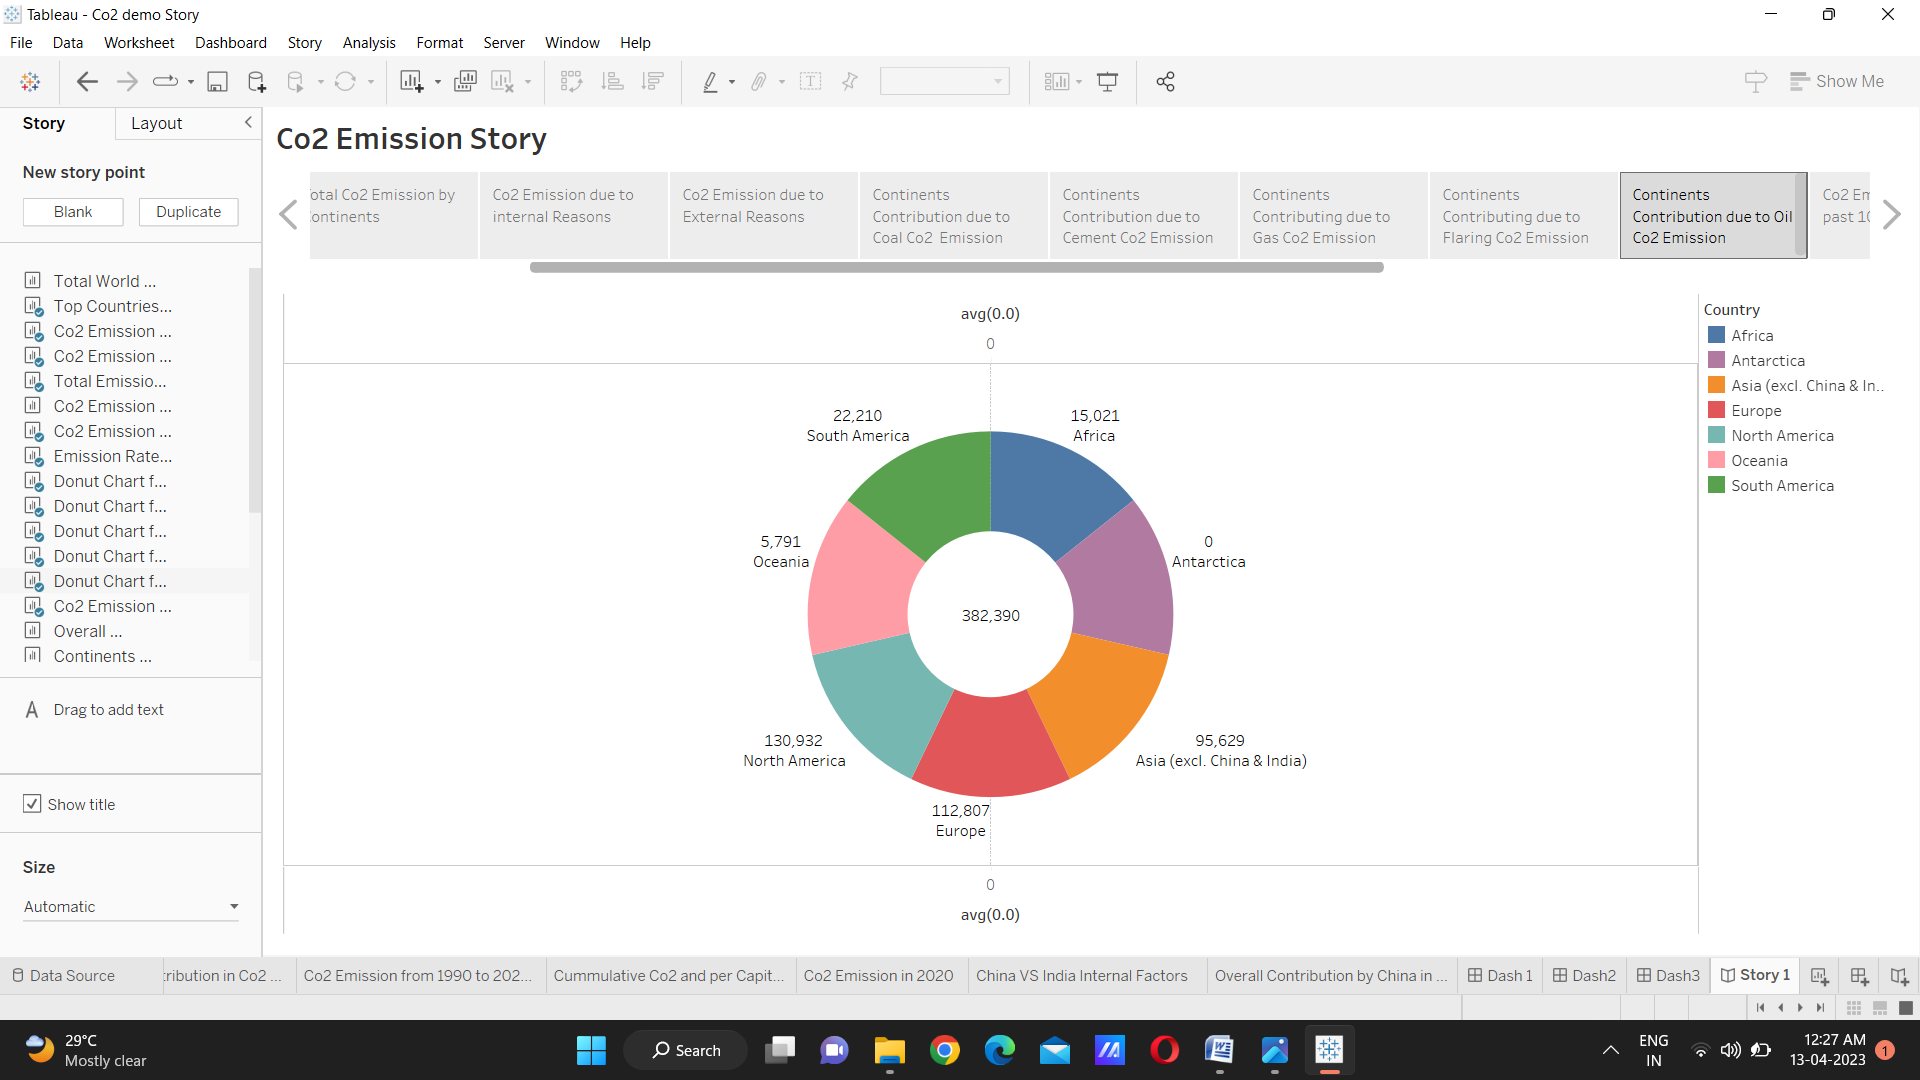 Tableau - Co2 demo Story
File Data Worksheet Dashboard Story Analysis Format Server Window Help
Show Me
Story Layout
Co2 Emission Story
New story point
Blank Duplicate
otal Co2 Emission by
ontinents
Co2 Emission due to
internal Reasons
Co2 Emission due to
External Reasons
Continents
Contribution due to
Coal Co2 Emission
Continents
Contribution due to
Cement Co2 Emission
Continents
Contributing due to
Gas Co2 Emission
Continents
Contributing due to
Flaring Co2 Emission
Continents
Contribution due to Oil
Co2 Emission
Co2 Em
past 10
Total World ...
Top Countries...
Co2 Emission ...
Co2 Emission ...
Total Emissio...
Co2 Emission ...
Co2 Emission ...
Emission Rate...
Donut Chart f...
Donut Chart f...
Donut Chart f...
Donut Chart f...
Donut Chart f...
Co2 Emission ...
Overall ...
Continents ...
A Drag to add text
Show title
Size
Automatic
avg(0.0)
0
22,210
South America
15,021
Africa
5,791
Oceania
0
Antarctica
382,390
130,932
North America
95,629
Asia (excl. China & India)
112,807
Europe
0
avg(0.0)
Country
Africa
Antarctica
Asia (excl. China & In..
Europe
North America
Oceania
South America
Data Source
tribution in Co2 ...
Co2 Emission from 1990 to 202...
Cummulative Co2 and per Capit...
Co2 Emission in 2020
China VS India Internal Factors
Overall Contribution by China in ...
Dash 1
Dash2
Dash3
Story 1
29°C
Mostly clear
Search
ENG
IN
12:27 AM
13-04-2023
1